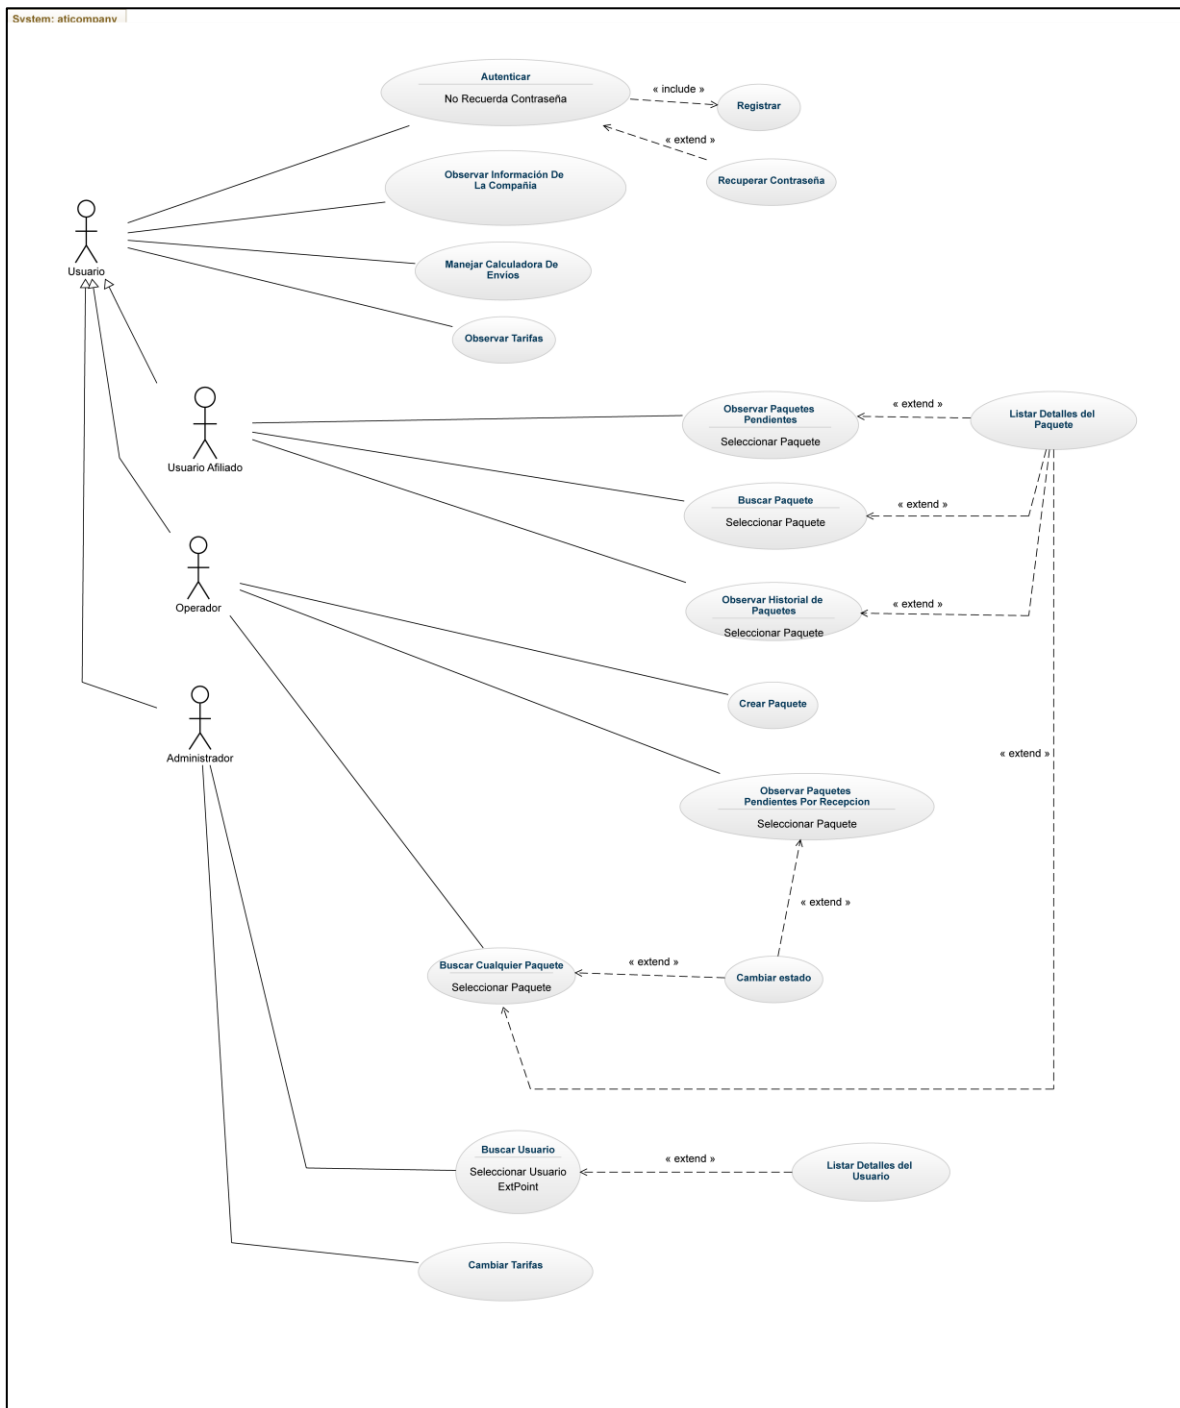 System: aticompany
Autenticar
No Recuerda Contraseña
« include »
Registrar
« extend »
Recuperar Contraseña
Observar Información De
La Compañia
Usuario
Manejar Calculadora De
Envios
Observar Tarifas
Usuario Afiliado
Observar Paquetes
Pendientes
Seleccionar Paquete
« extend »
Listar Detalles del
Paquete
Buscar Paquete
Seleccionar Paquete
« extend »
Operador
Observar Historial de
Paquetes
Seleccionar Paquete
« extend »
Crear Paquete
Administrador
« extend »
Observar Paquetes
Pendientes Por Recepcion
Seleccionar Paquete
« extend »
Buscar Cualquier Paquete
Seleccionar Paquete
« extend »
Cambiar estado
Buscar Usuario
Seleccionar Usuario
ExtPoint
« extend »
Listar Detalles del
Usuario
Cambiar Tarifas